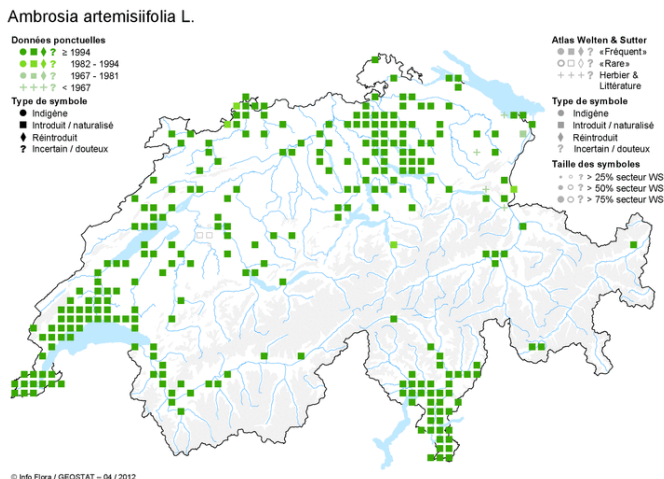 Ambrosia artemisiifolia L.
Données ponctuelles
? ≥ 1994
? 1982 - 1994
? 1967 - 1981
++++ < 1967
Type de symbole
Indigène
Introduit / naturalisé
Réintroduit
? Incertain / douteux
Atlas Welten & Sutter
? «Fréquent»
? «Rare»
+++ Herbier &
Littérature
Type de symbole
Indigène
Introduit / naturalisé
Réintroduit
? Incertain / douteux
Taille des symboles
? > 25% secteur WS
? > 50% secteur WS
? > 75% secteur WS
© Info Flora / GEOSTAT – 04 / 2012